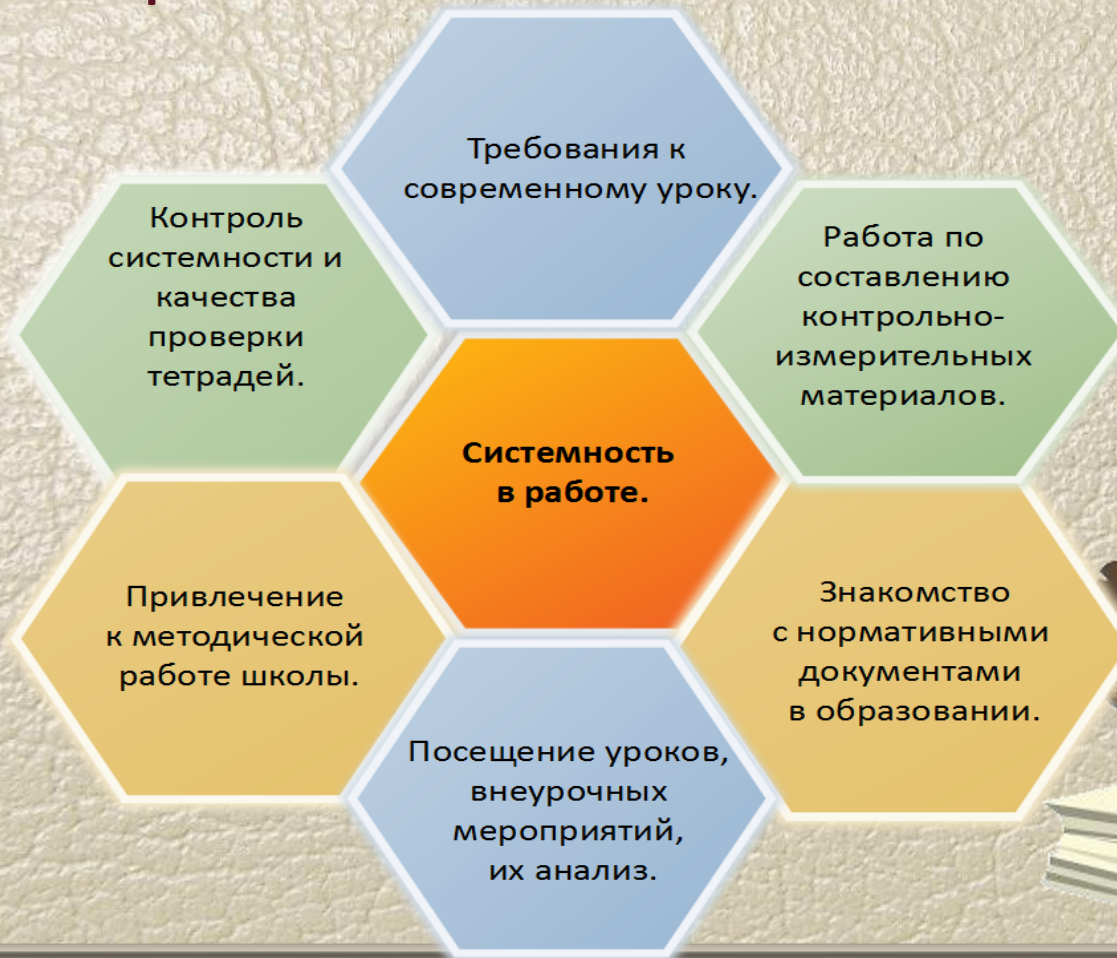 Требования к
современному уроку.
Контроль
системности и
качества
проверки
тетрадей.
Работа по
составлению
контрольно-
измерительных
материалов.
Системность
в работе.
Привлечение
к методической
работе школы.
Знакомство
с нормативными
документами
в образовании.
Посещение уроков,
внеурочных
мероприятий,
их анализ.